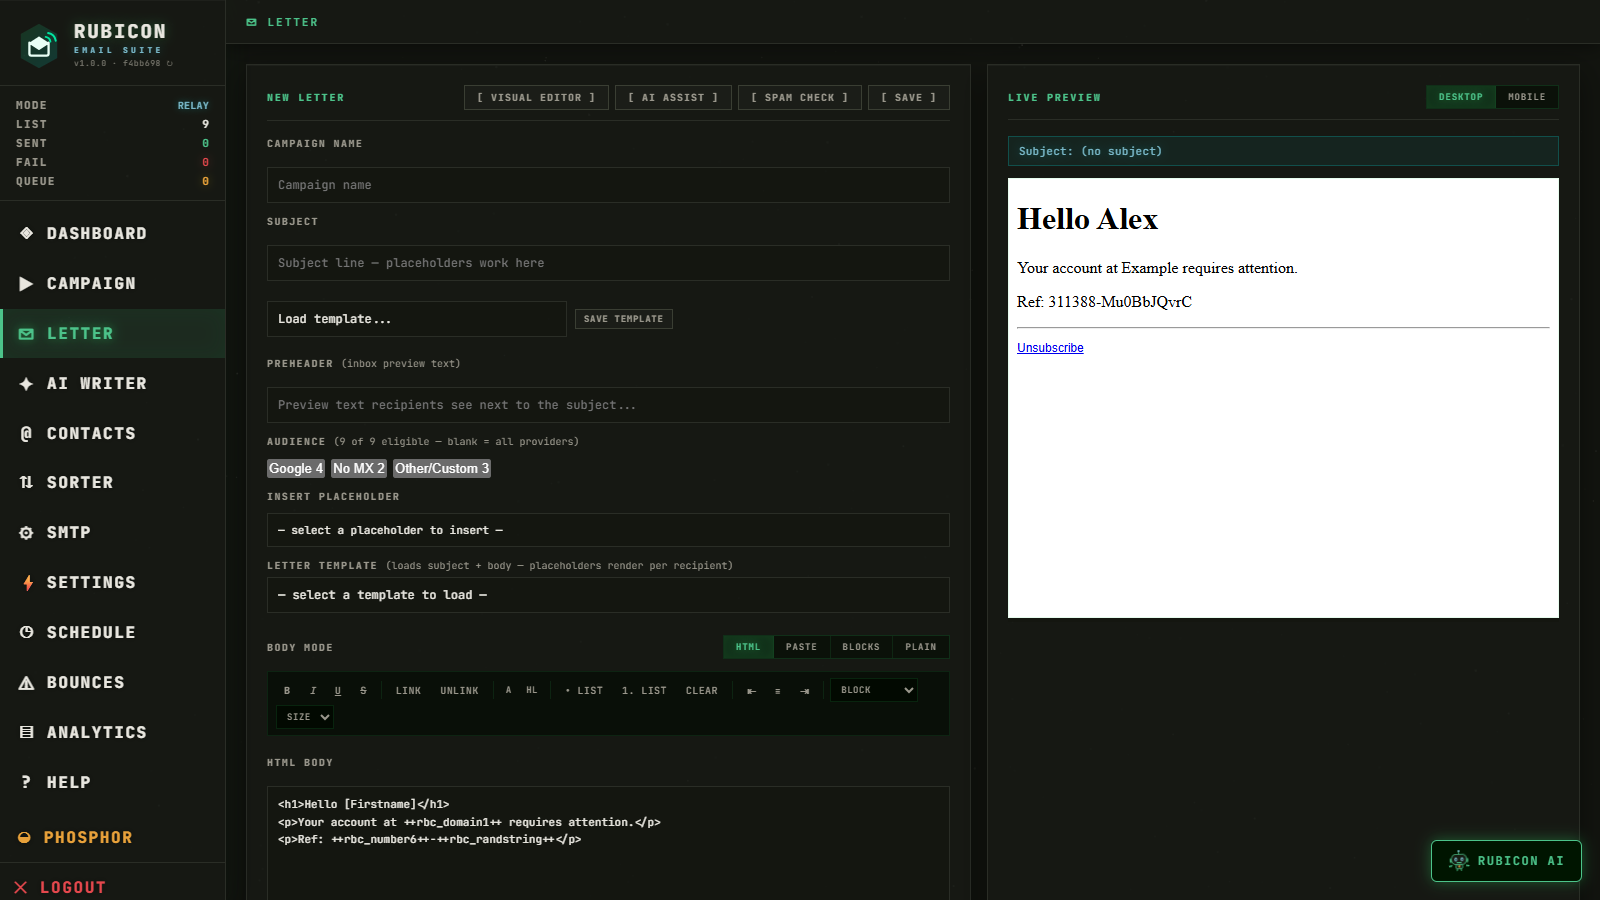 RUBICON
EMAIL SUITE
v1.0.0 · f4bb698 ↻
MODE RELAY
LIST 9
SENT 0
FAIL 0
QUEUE 0
DASHBOARD
CAMPAIGN
LETTER
AI WRITER
CONTACTS
SORTER
SMTP
SETTINGS
SCHEDULE
BOUNCES
ANALYTICS
HELP
PHOSPHOR
LOGOUT
LETTER
NEW LETTER
[ VISUAL EDITOR ] [ AI ASSIST ] [ SPAM CHECK ] [ SAVE ]
CAMPAIGN NAME
Campaign name
SUBJECT
Subject line — placeholders work here
Load template... SAVE TEMPLATE
PREHEADER (inbox preview text)
Preview text recipients see next to the subject...
AUDIENCE (9 of 9 eligible — blank = all providers)
Google 4 No MX 2 Other/Custom 3
INSERT PLACEHOLDER
— select a placeholder to insert —
LETTER TEMPLATE (loads subject + body — placeholders render per recipient)
— select a template to load —
BODY MODE HTML PASTE BLOCKS PLAIN
B I U S LINK UNLINK A HL • LIST 1. LIST CLEAR BLOCK
SIZE
HTML BODY
<h1>Hello [Firstname]</h1>
<p>Your account at ++rbc_domain1++ requires attention.</p>
<p>Ref: ++rbc_number6++-++rbc_randstring++</p>
LIVE PREVIEW DESKTOP MOBILE
Subject: (no subject)
Hello Alex
Your account at Example requires attention.
Ref: 311388-Mu0BbJQvrC
Unsubscribe
RUBICON AI